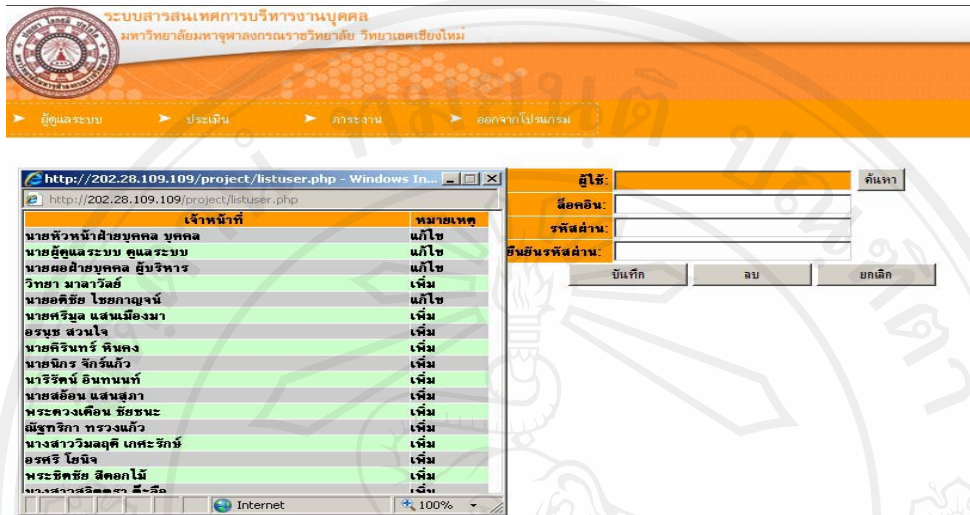 ระบบสารสนเทศการบริหารงานบุคคล
มหาวิทยาลัยมหาจุฬาลงกรณราชวิทยาลัย วิทยาเขตเชียงใหม่
ผู้ดูแลระบบ ประเมิน ภาระงาน ออกจากโปรแกรม
http://202.28.109.109/project/listuser.php - Windows In...
http://202.28.109.109/project/listuser.php
เจ้าหน้าที่ หมายเหตุ
นายหัวหน้าฝ่ายบุคคล บุคคล แก้ไข
นายผู้ดูแลระบบ ดูแลระบบ แก้ไข
นายผอฝ่ายบุคคล ผู้บริหาร แก้ไข
วิทยา มาลาวัลย์ เพิ่ม
นายอดิชัย ไชยกาญจน์ แก้ไข
นายศรีมูล แสนเมืองมา เพิ่ม
อรนุช สวนใจ เพิ่ม
นายคิรินทร์ หินคง เพิ่ม
นายนิกร จักร์แก้ว เพิ่ม
นารีรัตน์ อินทนนท์ เพิ่ม
นายสอ้อน แสนสุภา เพิ่ม
พระดวงเดือน ชัยชนะ เพิ่ม
ณัฐทริกา ทรวงแก้ว เพิ่ม
นางสาววิมลฤดี เกศะรักษ์ เพิ่ม
อรศรี โยนิจ เพิ่ม
พระชิดชัย สีดอกไม้ เพิ่ม
เพิ่ม
Internet 100%
ผู้ใช้: ค้นหา
ล็อคอิน:
รหัสผ่าน:
ยืนยันรหัสผ่าน:
บันทึก ลบ ยกเลิก